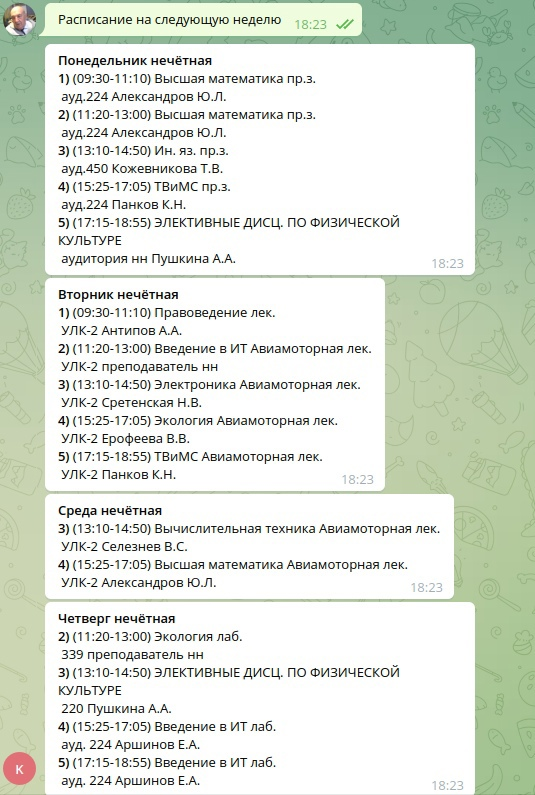 Расписание на следующую неделю 18:23
Понедельник нечётная
1) (09:30-11:10) Высшая математика пр.з.
ауд.224 Александров Ю.Л.
2) (11:20-13:00) Высшая математика пр.з.
ауд.224 Александров Ю.Л.
3) (13:10-14:50) Ин. яз. пр.з.
ауд.450 Кожевникова Т.В.
4) (15:25-17:05) ТВиМС пр.з.
ауд.224 Панков К.Н.
5) (17:15-18:55) ЭЛЕКТИВНЫЕ ДИСЦ. ПО ФИЗИЧЕСКОЙ
КУЛЬТУРЕ
аудитория нн Пушкина А.А. 18:23
Вторник нечётная
1) (09:30-11:10) Правоведение лек.
УЛК-2 Антипов А.А.
2) (11:20-13:00) Введение в ИТ Авиамоторная лек.
УЛК-2 преподаватель нн
3) (13:10-14:50) Электроника Авиамоторная лек.
УЛК-2 Сретенская Н.В.
4) (15:25-17:05) Экология Авиамоторная лек.
УЛК-2 Ерофеева В.В.
5) (17:15-18:55) ТВиМС Авиамоторная лек.
УЛК-2 Панков К.Н. 18:23
Среда нечётная
3) (13:10-14:50) Вычислительная техника Авиамоторная лек.
УЛК-2 Селезнев В.С.
4) (15:25-17:05) Высшая математика Авиамоторная лек.
УЛК-2 Александров Ю.Л. 18:23
Четверг нечётная
2) (11:20-13:00) Экология лаб.
339 преподаватель нн
3) (13:10-14:50) ЭЛЕКТИВНЫЕ ДИСЦ. ПО ФИЗИЧЕСКОЙ
КУЛЬТУРЕ
220 Пушкина А.А.
4) (15:25-17:05) Введение в ИТ лаб.
ауд. 224 Аршинов Е.А.
5) (17:15-18:55) Введение в ИТ лаб.
К
ауд. 224 Аршинов Е.А. 18:23